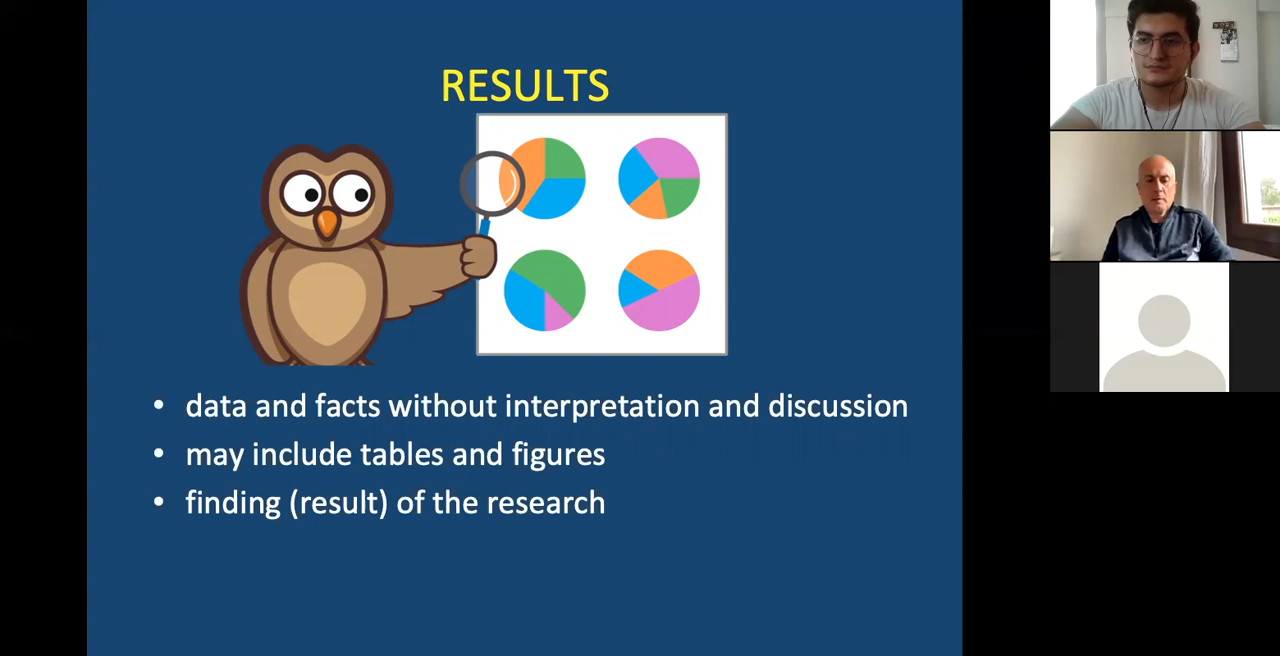 RESULTS
• data and facts without interpretation and discussion
• may include tables and figures
• finding (result) of the research